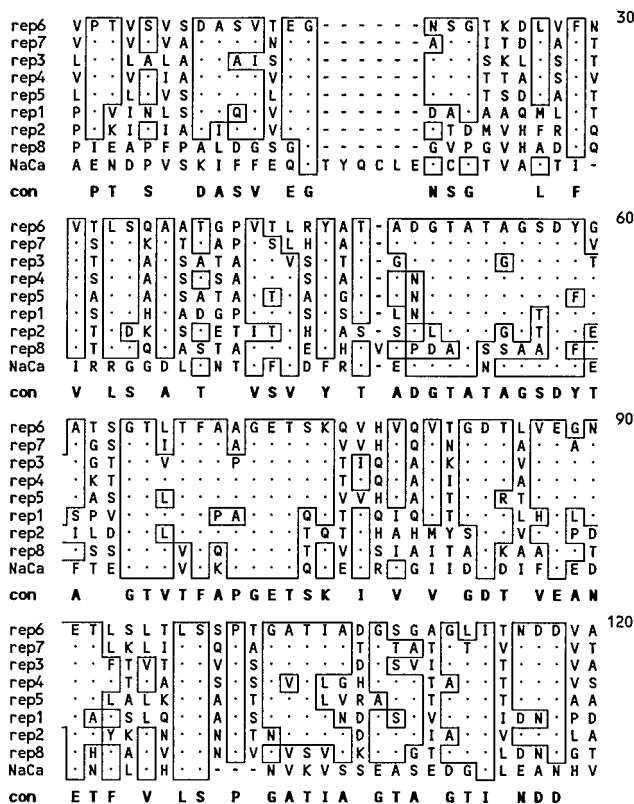 rep6 V P T V S V S D A S V T E G - - - - - - N S G T K D L V F N 30
rep7 V · · V · V A · · · · N · · - - - - - - A · · I T D · A · T
rep3 L · L A L A · · A I S · · · - - - - - - · · · S K L · S · T
rep4 V · · V · I A · · · · V · · - - - - - - · · · T T A · S · V
rep5 L · · V · V S · · · · L · · - - - - - - · · · T S D · A · T
rep1 P · V I N L S · · Q · · · · - - - - - - D A · A A Q M L · T
rep2 P · K I · I A · I · · V · · - - - - - - · T D M V H F R · Q
rep8 P I E A P F P A L D G S G · - - - - - - G V P G V H A D · Q
NaCa A E N D P V S K I F F E Q · T Y Q C L E · C · T V A · T I -
con P T S D A S V E G N S G L F

rep6 V T L S Q A A T G P V T L R Y A T - A D G T A T A G S D Y G 60
rep7 · S · · K · T · A P · S L H · A · - · · · · · · · · · · · V
rep3 · T · · A · S A T A · · V S · T · - G · · · · · G · · · · T
rep4 · S · · A · S · S A · · · · · A · - · N · · · · · · · · · ·
rep5 · A · · A · S A T A · T · S · G · - · N · · · · · · · · F ·
rep1 · S · · H · A D G P · · · S · A · - L N · · · · · · · T · ·
rep2 · T · D K · S · E T I T · H · A S - S · L · · · · G · T · E
rep8 · T · · Q · A S T A · · · E · H · V · P D A · S S A A · F ·
NaCa I R R G G D L · N T · F · D F R · - E · · · · · N · · · · E
con V L S A T V S V Y T A D G T A T A G S D Y T

rep6 A T S G T L T F A A G E T S K Q V H V Q V T G D T L V E G N 90
rep7 · G S · · I · · · A · · · · · V V H · Q · N · · · · · · A ·
rep3 · G T · · V · · · P · · · · · T I Q · A · K · · · · V · · ·
rep4 · K T · · · · · · · · · · · · T · Q · A · I · · · · V · · ·
rep5 · A S · · L · · · · · · · · · V V H · A · I · · R T · · · ·
rep1 S P V · · · · · P A · · · Q · T · Q I Q · T · · · L H · L ·
rep2 I L D · · L · · · · · · · T Q T · H A H M Y S · · · V · P D
rep8 · S S · · · V · Q · · · · T · V · S I A I T A · K A A · · T
NaCa F T E · · · V · K · · · · Q · E · R · G I I D · D I F · E D
con A G T V T F A P G E T S K I V V G D T V E A N

rep6 E T L S L T L S S P T G A T I A D G S G A G L I T N D D V A 120
rep7 · · L K L I · · Q · A · · · · · T · T A · T · T · V · · V T
rep3 · · F T V T · · V · S · · · · · D · · S V I · · · T · · V T
rep4 · · · T · A · · · · S · V · L G H · · · T A · · · T · · V S
rep5 · · L A L K · · A · T · · · L V R A · · · T · · · T · · A A
rep1 · A · S L Q · · A · S · · · · N D · S · · V · · · I D N P D
rep2 · · Y K · N · · N · T N · · · · D · · · I A · · · V · · L A
rep8 · H · A · V · · N · V · V S V · K · · G T · · · L D N · G T
NaCa · N · L · H · · · - - - N V K V S S E A S E D G · L E A N H V
con E T F V L S P G A T I A G T A G T I N D D